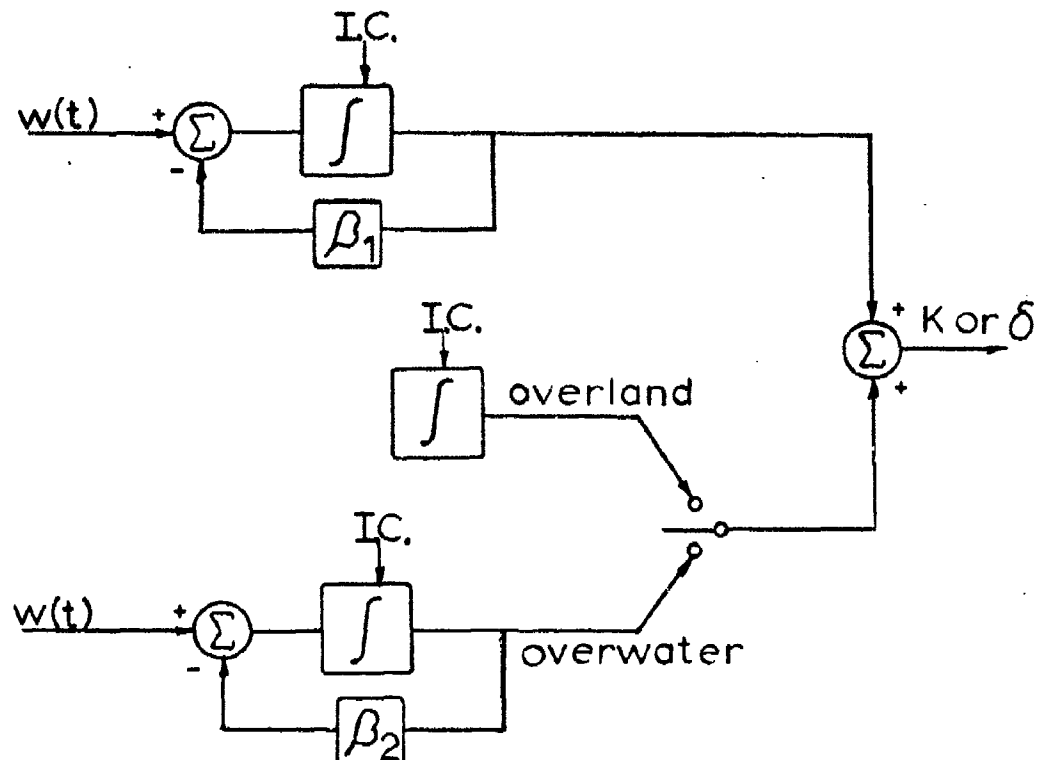 I.C.
w(t)
+
Σ
∫
-
β1
I.C.
∫
overland
+
K or δ
Σ
+
I.C.
w(t)
+
Σ
∫
overwater
-
β2